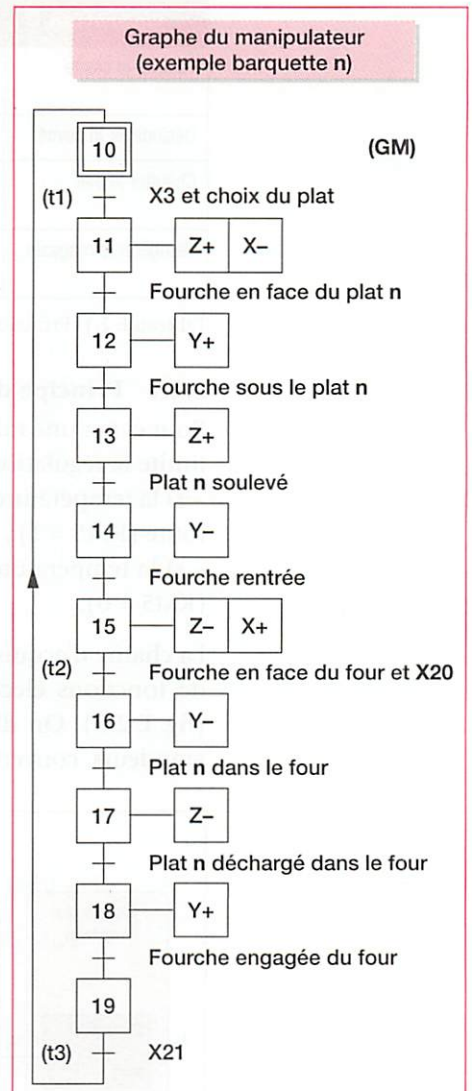 Graphe du manipulateur
(exemple barquette n)
10
(GM)
(t1) X3 et choix du plat
11 Z+ X–
Fourche en face du plat n
12 Y+
Fourche sous le plat n
13 Z+
Plat n soulevé
14 Y–
Fourche rentrée
15 Z– X+
(t2) Fourche en face du four et X20
16 Y–
Plat n dans le four
17 Z–
Plat n déchargé dans le four
18 Y+
Fourche engagée du four
19
(t3) X21